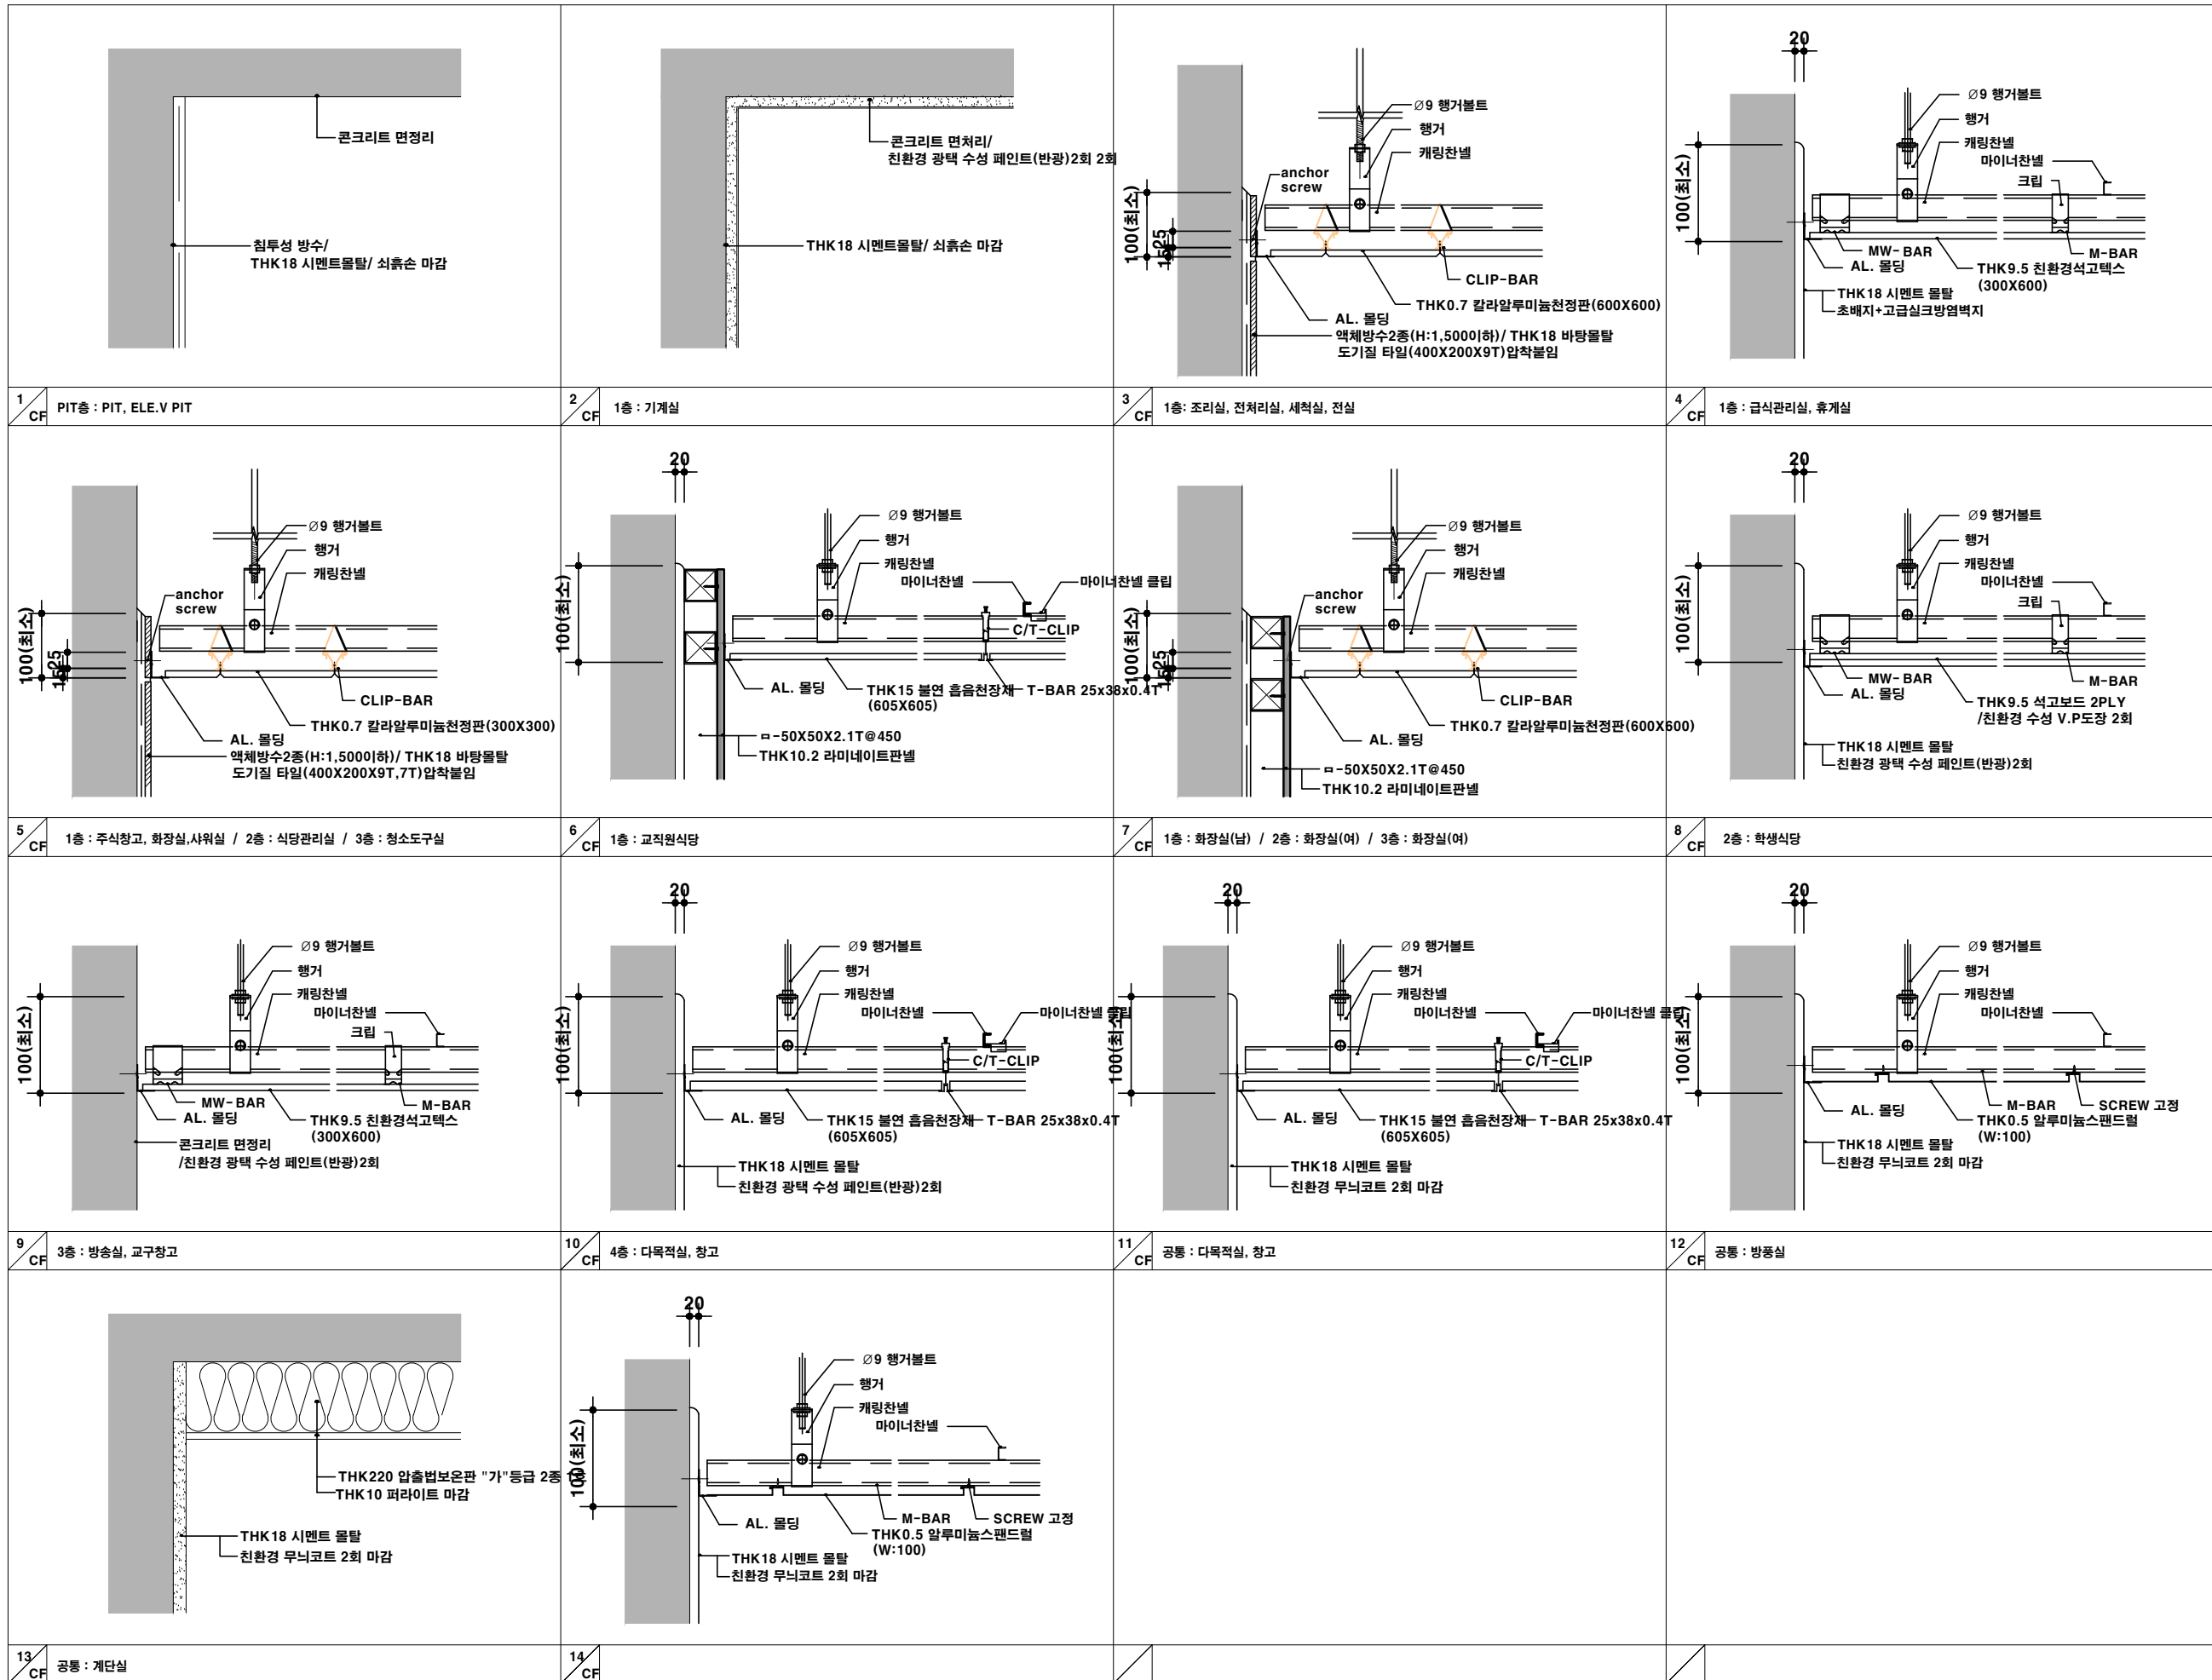 콘크리트 면정리
침투성 방수/
THK18 시멘트몰탈/ 쇠흙손 마감
1
CF
PIT층 : PIT, ELE.V PIT
콘크리트 면처리/
친환경 광택 수성 페인트(반광)2회 2회
THK18 시멘트몰탈/ 쇠흙손 마감
2
CF
1층 : 기계실
Ø9 행거볼트
행거
캐링찬넬
anchor
screw
100(최소)
25
15
CLIP-BAR
THK0.7 칼라알루미늄천정판(600X600)
AL. 몰딩
액체방수2종(H:1,5000이하)/ THK18 바탕몰탈
도기질 타일(400X200X9T)압착붙임
3
CF
1층: 조리실, 전처리실, 세척실, 전실
20
Ø9 행거볼트
행거
캐링찬넬
마이너찬넬
크립
100(최소)
MW-BAR
M-BAR
AL. 몰딩
THK9.5 친환경석고텍스
(300X600)
THK18 시멘트 몰탈
초배지+고급실크방염벽지
4
CF
1층 : 급식관리실, 휴게실
Ø9 행거볼트
행거
캐링찬넬
anchor
screw
100(최소)
25
15
CLIP-BAR
THK0.7 칼라알루미늄천정판(300X300)
AL. 몰딩
액체방수2종(H:1,5000이하)/ THK18 바탕몰탈
도기질 타일(400X200X9T,7T)압착붙임
5
CF
1층 : 주식창고, 화장실,샤워실 / 2층 : 식당관리실 / 3층 : 청소도구실
20
Ø9 행거볼트
행거
캐링찬넬
마이너찬넬
마이너찬넬 클립
100(최소)
C/T-CLIP
AL. 몰딩
THK15 불연 흡음천장재
T-BAR 25x38x0.4T
(605X605)
ㅁ-50X50X2.1T@450
THK10.2 라미네이트판넬
6
CF
1층 : 교직원식당
Ø9 행거볼트
행거
캐링찬넬
anchor
screw
100(최소)
25
15
CLIP-BAR
THK0.7 칼라알루미늄천정판(600X600)
AL. 몰딩
ㅁ-50X50X2.1T@450
THK10.2 라미네이트판넬
7
CF
1층 : 화장실(남) / 2층 : 화장실(여) / 3층 : 화장실(여)
20
Ø9 행거볼트
행거
캐링찬넬
마이너찬넬
크립
100(최소)
MW-BAR
M-BAR
AL. 몰딩
THK9.5 석고보드 2PLY
/친환경 수성 V.P도장 2회
THK18 시멘트 몰탈
친환경 광택 수성 페인트(반광)2회
8
CF
2층 : 학생식당
Ø9 행거볼트
행거
캐링찬넬
마이너찬넬
크립
100(최소)
MW-BAR
M-BAR
AL. 몰딩
THK9.5 친환경석고텍스
(300X600)
콘크리트 면정리
/친환경 광택 수성 페인트(반광)2회
9
CF
3층 : 방송실, 교구창고
20
Ø9 행거볼트
행거
캐링찬넬
마이너찬넬
마이너찬넬 클립
100(최소)
C/T-CLIP
AL. 몰딩
THK15 불연 흡음천장재
T-BAR 25x38x0.4T
(605X605)
THK18 시멘트 몰탈
친환경 광택 수성 페인트(반광)2회
10
CF
4층 : 다목적실, 창고
20
Ø9 행거볼트
행거
캐링찬넬
마이너찬넬
마이너찬넬 클립
100(최소)
C/T-CLIP
AL. 몰딩
THK15 불연 흡음천장재
T-BAR 25x38x0.4T
(605X605)
THK18 시멘트 몰탈
친환경 무늬코트 2회 마감
11
CF
공통 : 다목적실, 창고
20
Ø9 행거볼트
행거
캐링찬넬
마이너찬넬
100(최소)
M-BAR
SCREW 고정
AL. 몰딩
THK0.5 알루미늄스팬드럴
(W:100)
THK18 시멘트 몰탈
친환경 무늬코트 2회 마감
12
CF
공통 : 방풍실
THK220 압출법보온판 "가"등급 2종
THK10 퍼라이트 마감
THK18 시멘트 몰탈
친환경 무늬코트 2회 마감
13
CF
공통 : 계단실
20
Ø9 행거볼트
행거
캐링찬넬
마이너찬넬
100(최소)
M-BAR
SCREW 고정
AL. 몰딩
THK0.5 알루미늄스팬드럴
(W:100)
THK18 시멘트 몰탈
친환경 무늬코트 2회 마감
14
CF